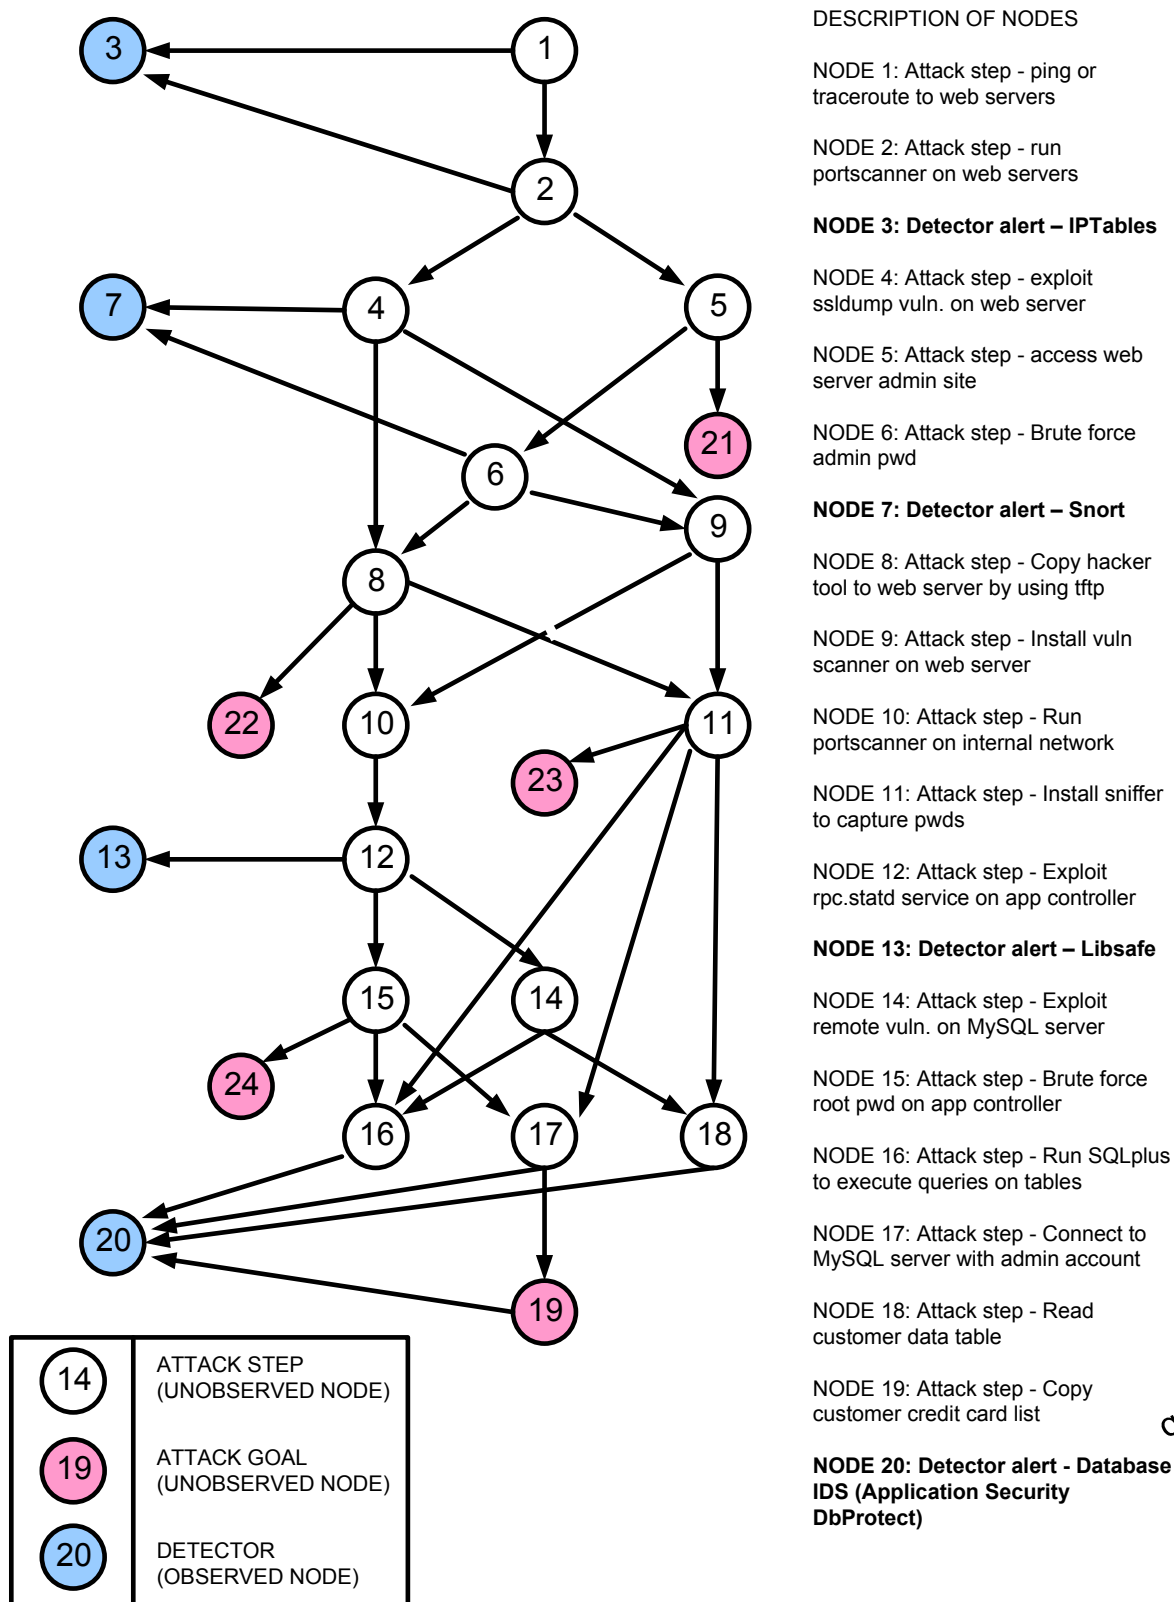 3
1
2
7
4
5
21
6
9
8
22
10
11
23
13
12
15
14
24
16
17
18
20
19
14
ATTACK STEP
(UNOBSERVED NODE)
19
ATTACK GOAL
(UNOBSERVED NODE)
20
DETECTOR
(OBSERVED NODE)
DESCRIPTION OF NODES
NODE 1: Attack step - ping or
traceroute to web servers
NODE 2: Attack step - run
portscanner on web servers
NODE 3: Detector alert – IPTables
NODE 4: Attack step - exploit
ssldump vuln. on web server
NODE 5: Attack step - access web
server admin site
NODE 6: Attack step - Brute force
admin pwd
NODE 7: Detector alert – Snort
NODE 8: Attack step - Copy hacker
tool to web server by using tftp
NODE 9: Attack step - Install vuln
scanner on web server
NODE 10: Attack step - Run
portscanner on internal network
NODE 11: Attack step - Install sniffer
to capture pwds
NODE 12: Attack step - Exploit
rpc.statd service on app controller
NODE 13: Detector alert – Libsafe
NODE 14: Attack step - Exploit
remote vuln. on MySQL server
NODE 15: Attack step - Brute force
root pwd on app controller
NODE 16: Attack step - Run SQLplus
to execute queries on tables
NODE 17: Attack step - Connect to
MySQL server with admin account
NODE 18: Attack step - Read
customer data table
NODE 19: Attack step - Copy
customer credit card list
NODE 20: Detector alert - Database
IDS (Application Security
DbProtect)